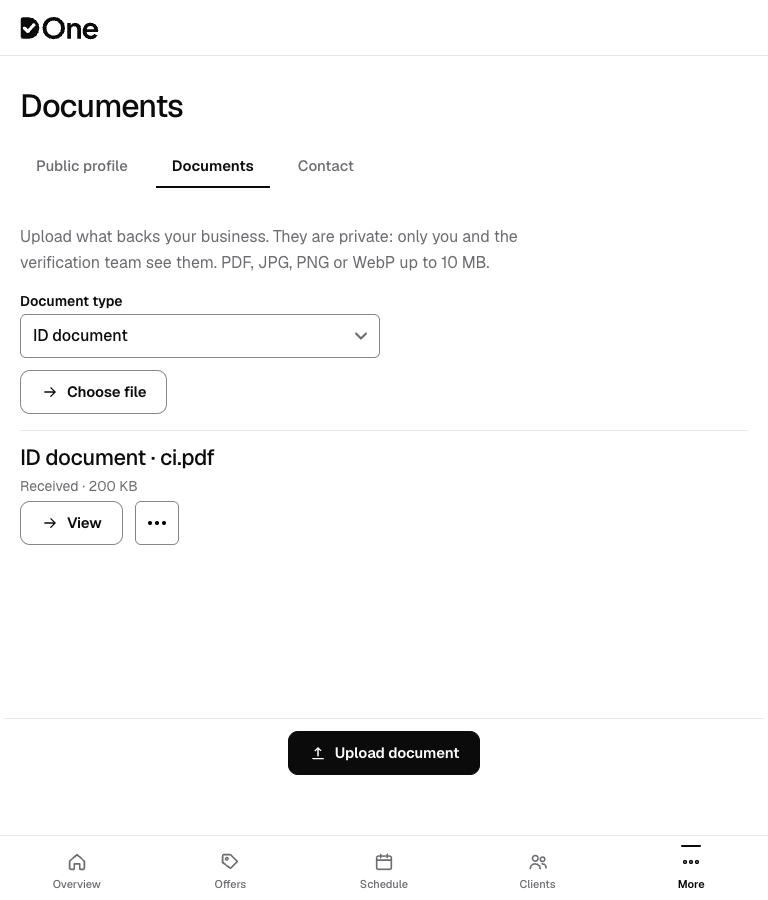 One
Documents
Public profile
Documents
Contact
Upload what backs your business. They are private: only you and the
verification team see them. PDF, JPG, PNG or WebP up to 10 MB.
Document type
ID document
Choose file
ID document · ci.pdf
Received · 200 KB
View
Upload document
Overview
Offers
Schedule
Clients
More